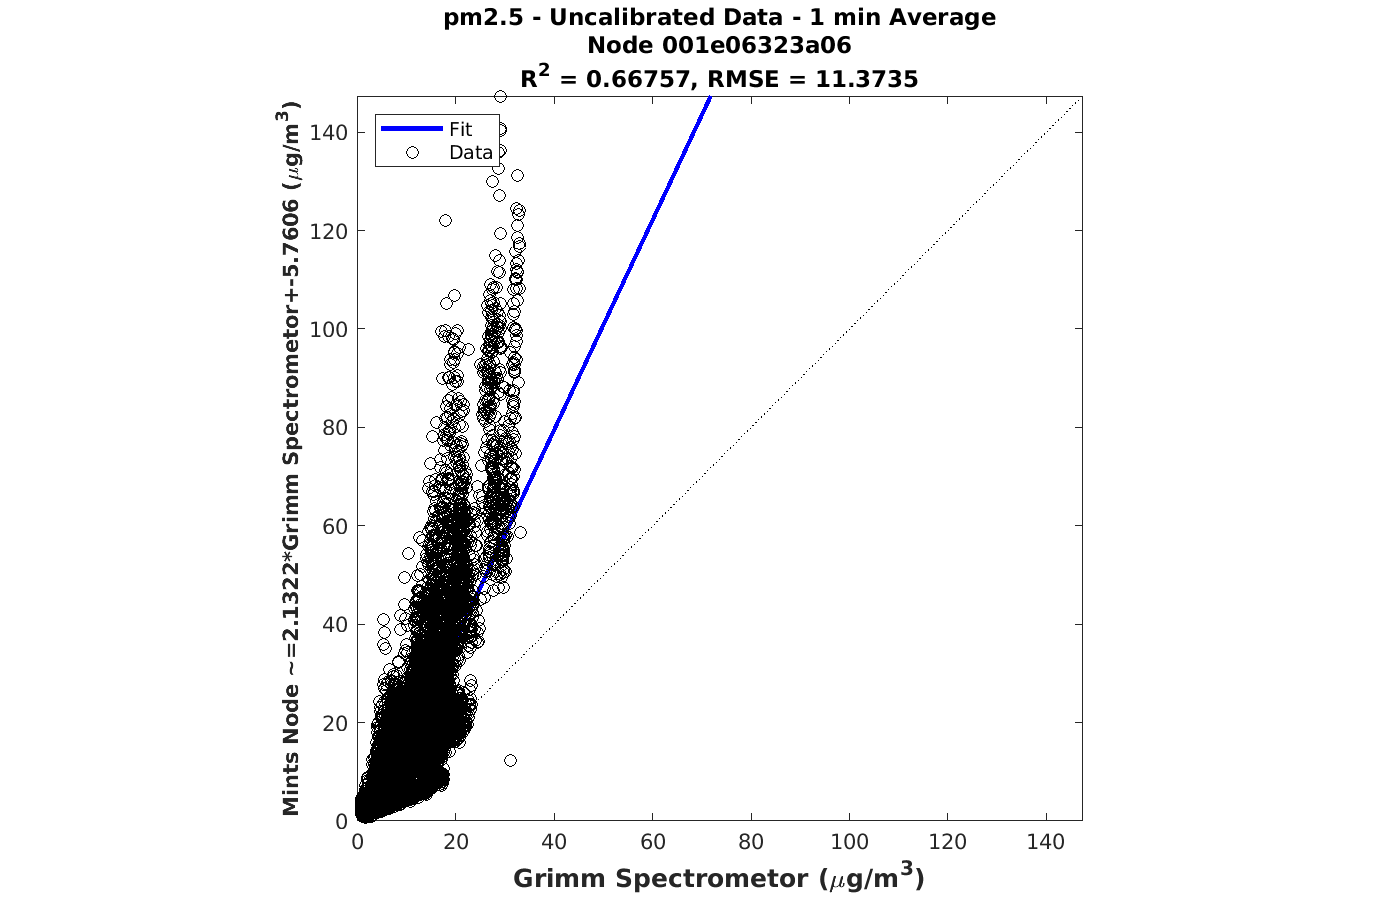 pm2.5 - Uncalibrated Data - 1 min Average
Node 001e06323a06
R² = 0.66757, RMSE = 11.3735
Fit
Data
Mints Node ~=2.1322*Grimm Spectrometor+-5.7606 (μg/m³)
140
120
100
80
60
40
20
0
0 20 40 60 80 100 120 140
Grimm Spectrometor (μg/m³)